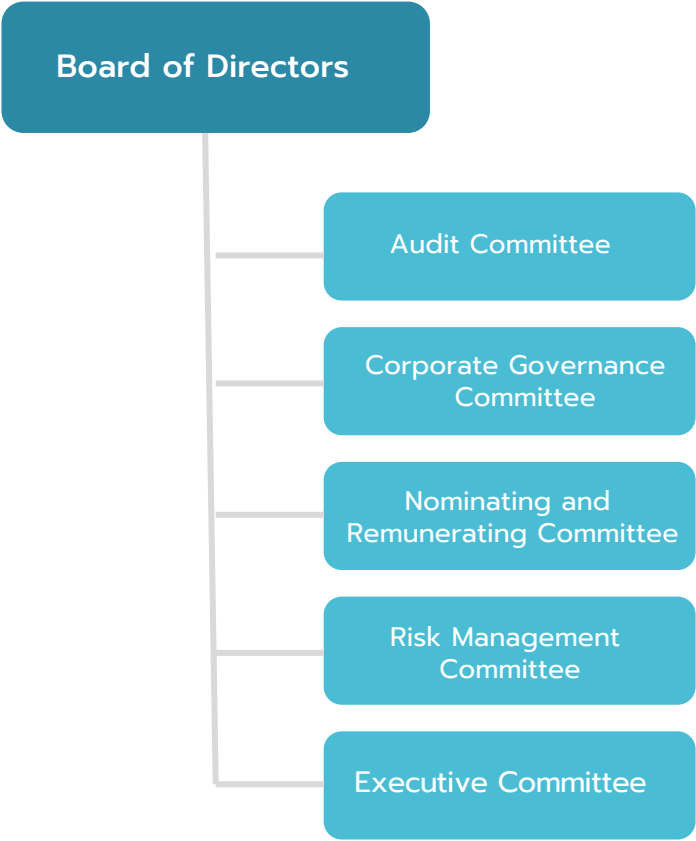 Board of Directors
Audit Committee
Corporate Governance
Committee
Nominating and
Remunerating Committee
Risk Management
Committee
Executive Committee